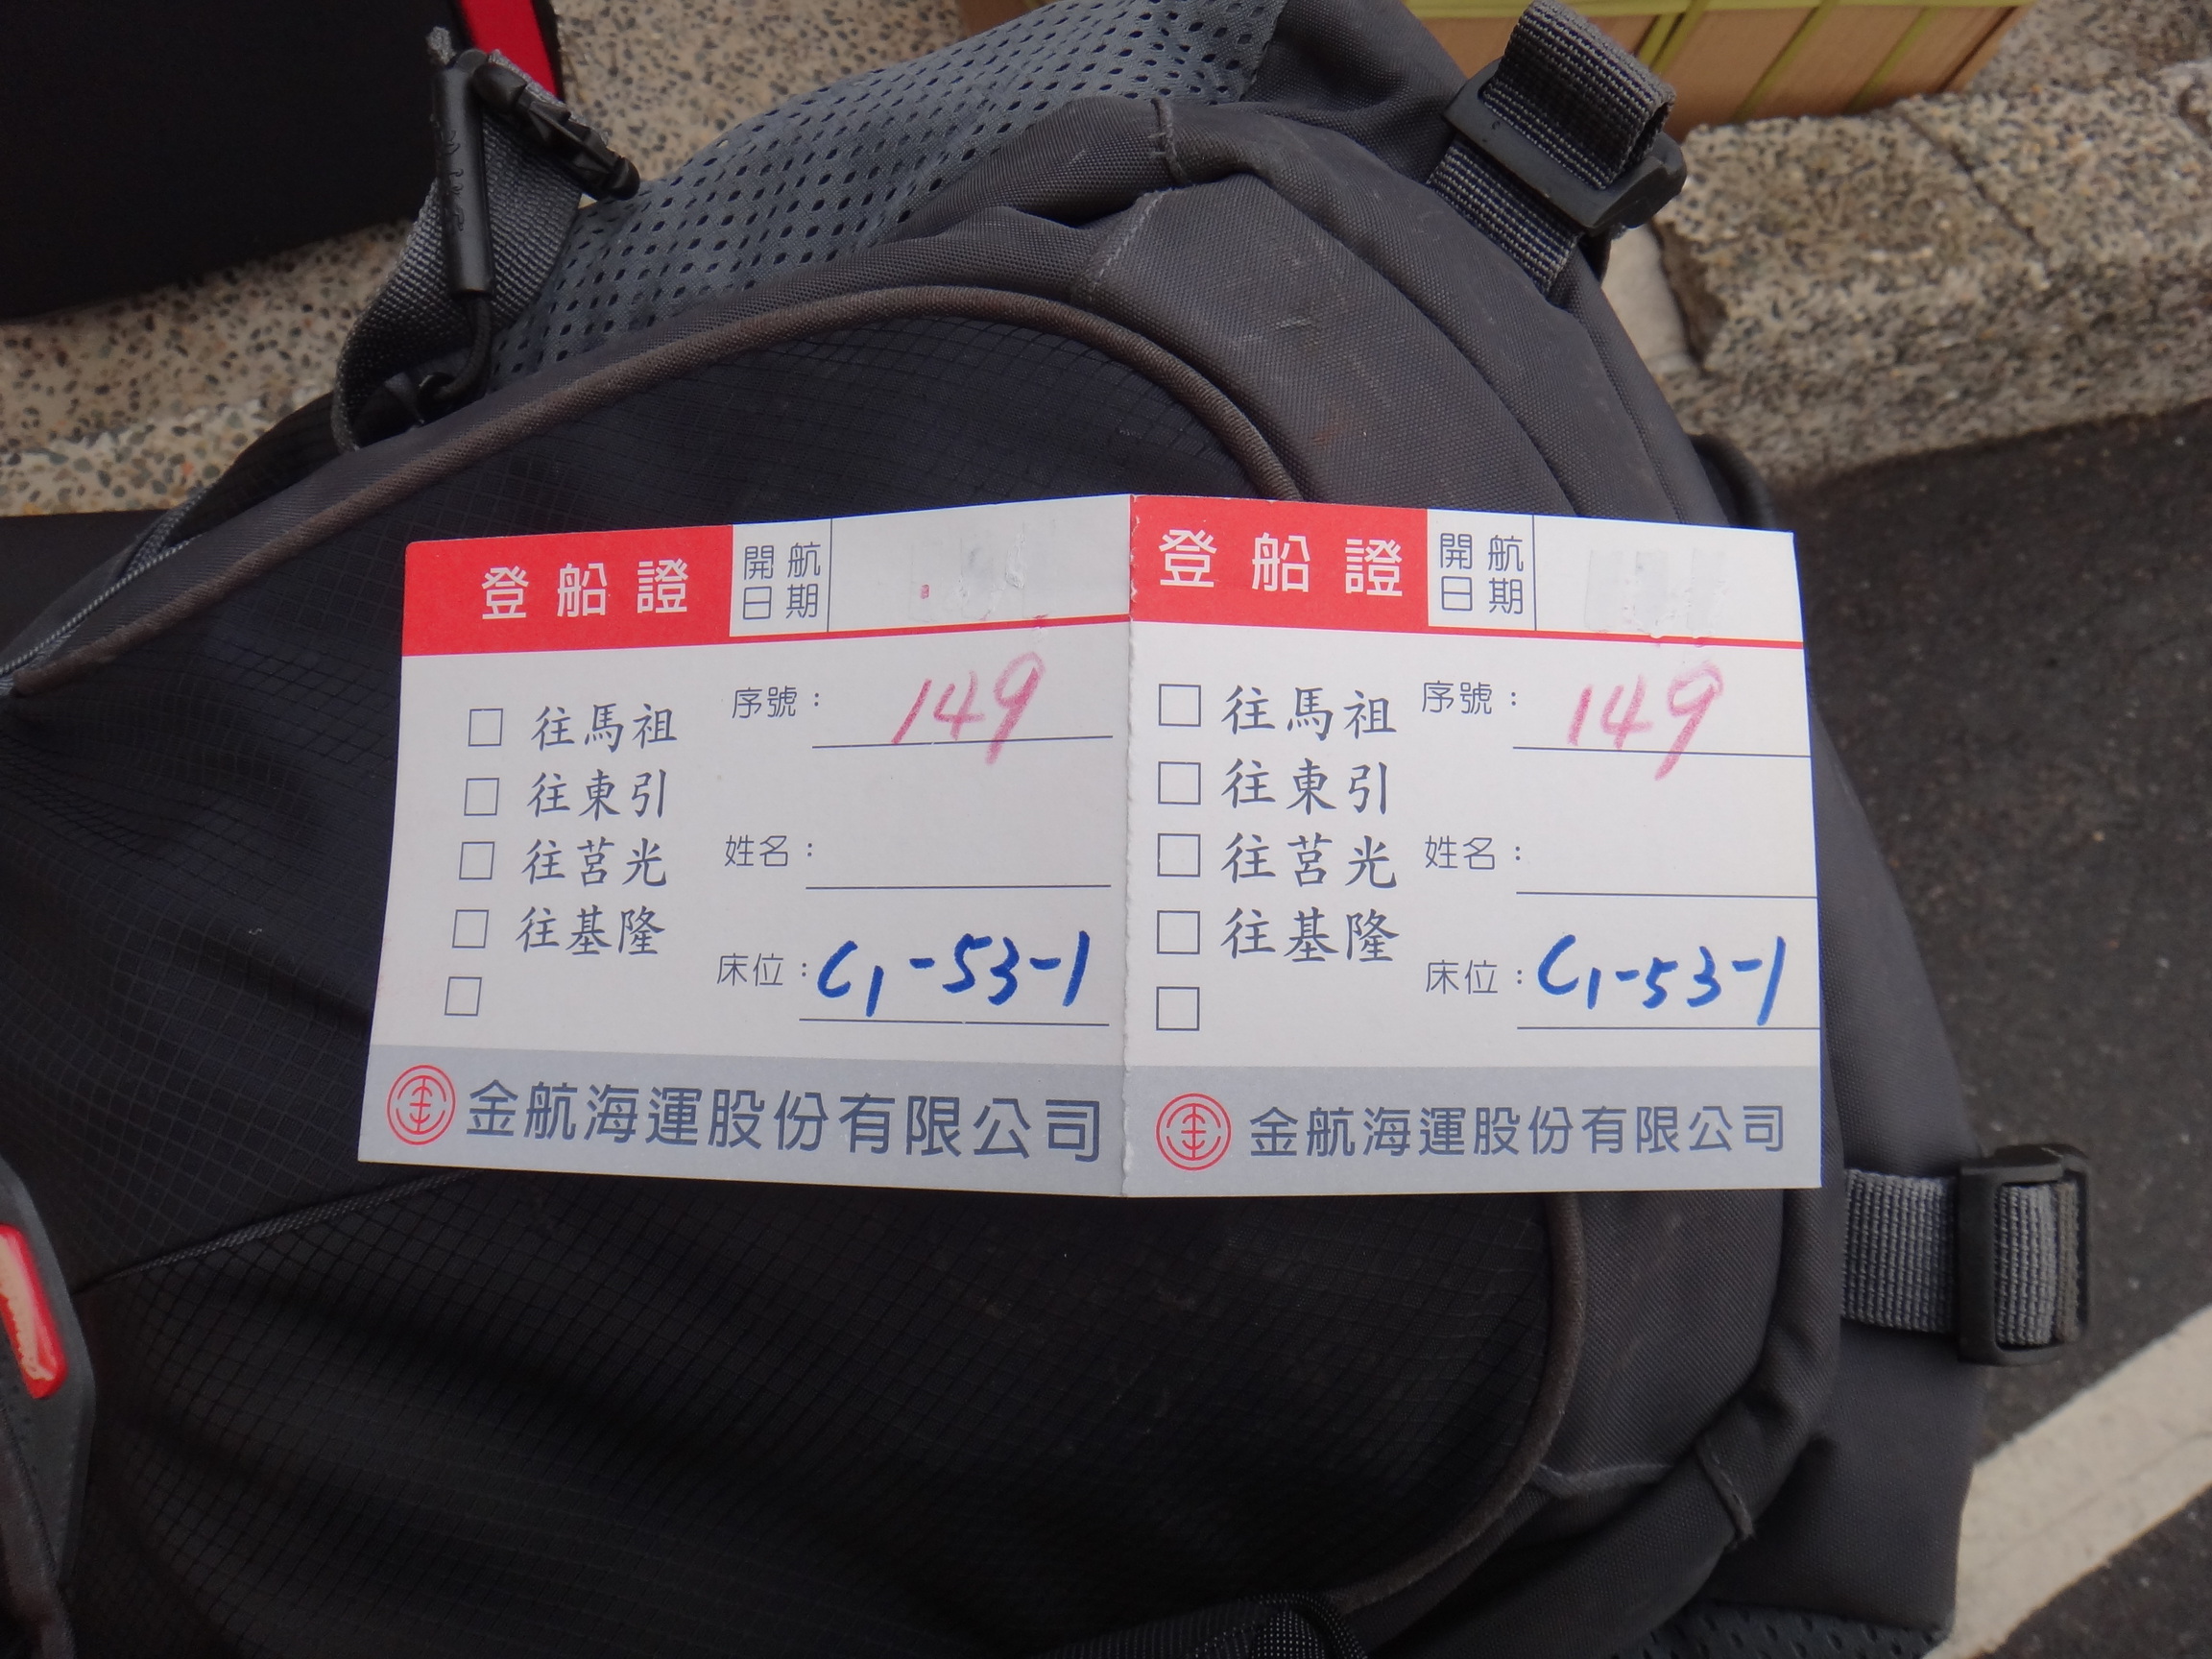 登船證 開航日期
序號：149
□ 往馬祖
□ 往東引
□ 往莒光
姓名：
□ 往基隆
床位：C1-53-1
□
金航海運股份有限公司
登船證 開航日期
序號：149
□ 往馬祖
□ 往東引
□ 往莒光
姓名：
□ 往基隆
床位：C1-53-1
□
金航海運股份有限公司